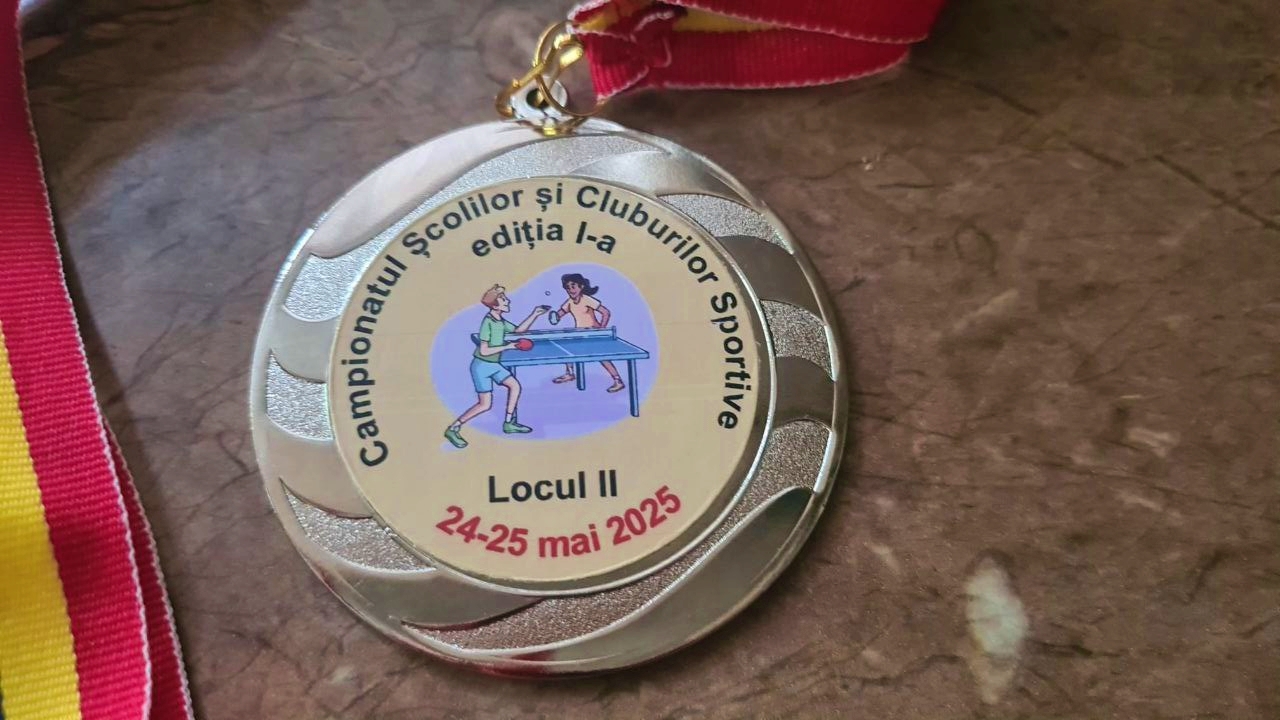 Campionatul Școlilor și Cluburilor Sportive
ediția I-a
Locul II
24-25 mai 2025